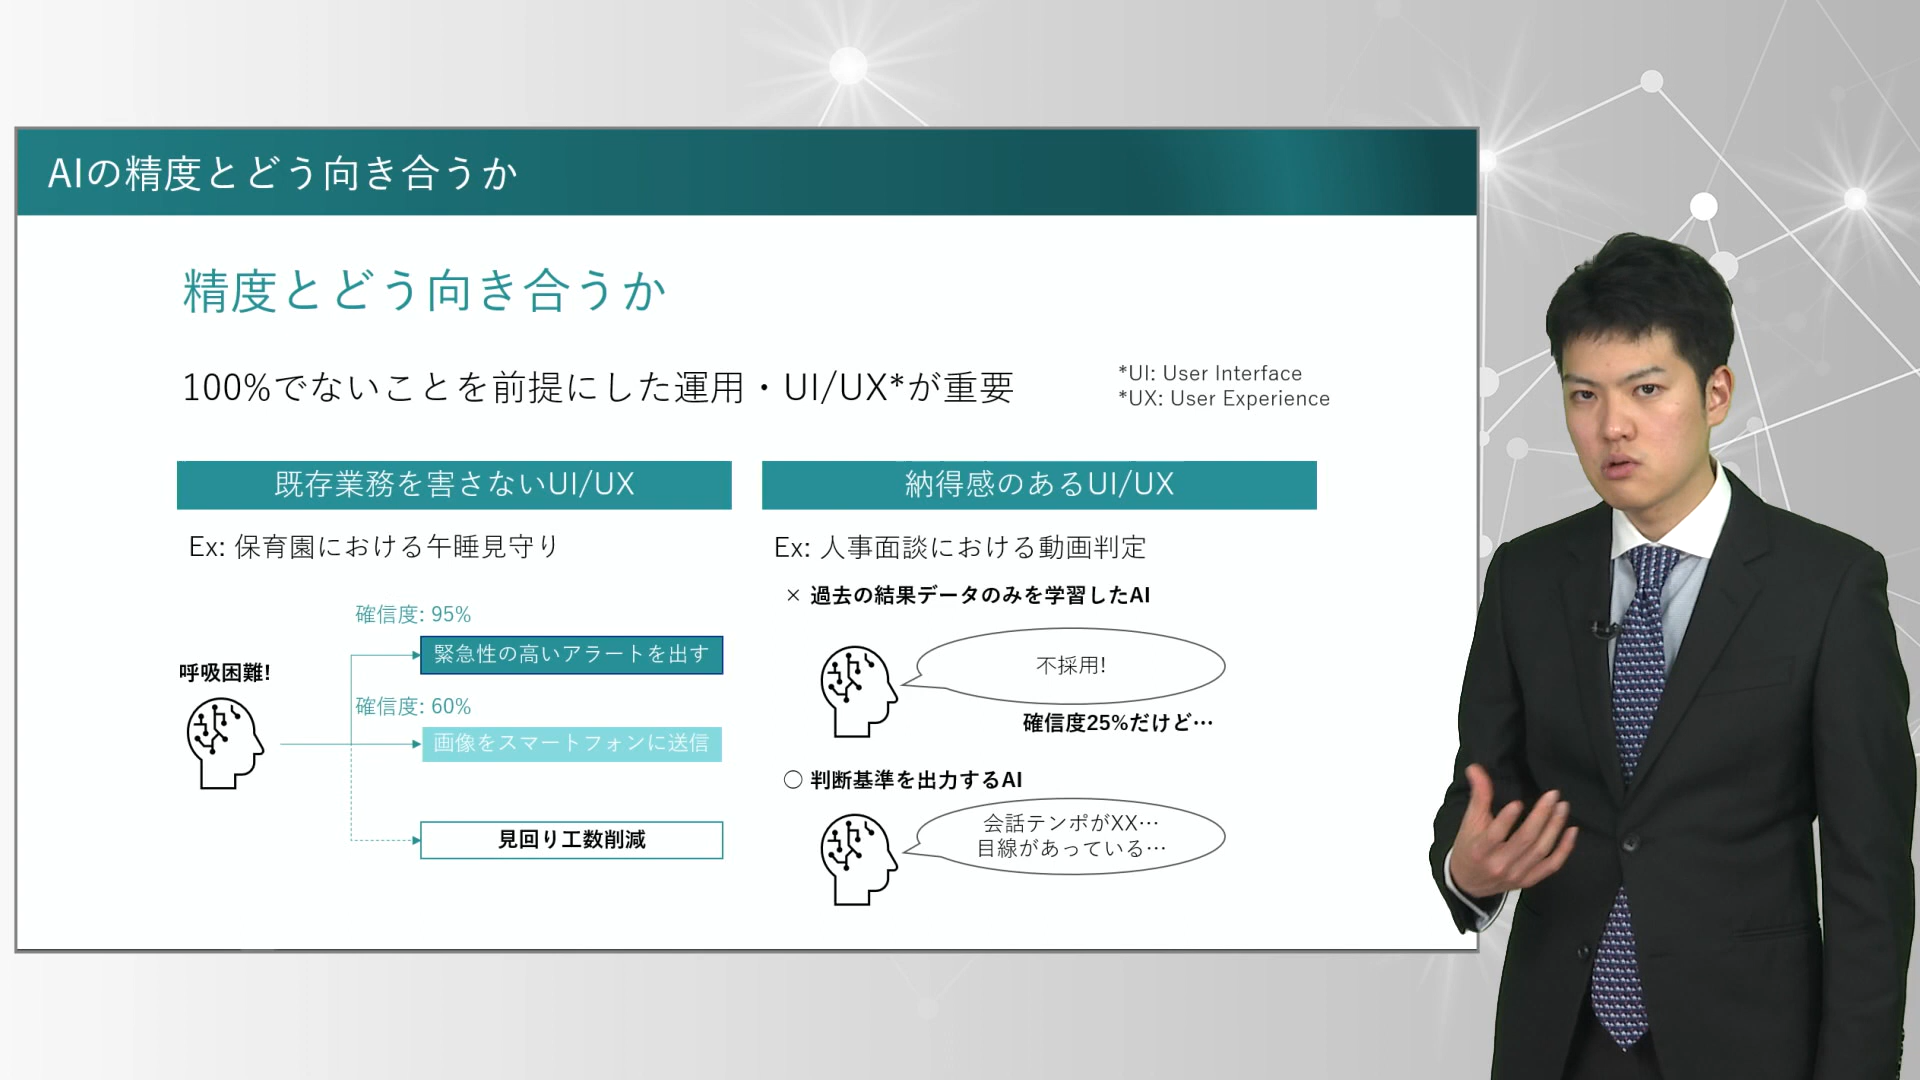 AIの精度とどう向き合うか
精度とどう向き合うか
100%でないことを前提にした運用・UI/UX*が重要
*UI: User Interface
*UX: User Experience
既存業務を害さないUI/UX
Ex: 保育園における午睡見守り
確信度: 95%
緊急性の高いアラートを出す
呼吸困難!
確信度: 60%
画像をスマートフォンに送信
見回り工数削減
納得感のあるUI/UX
Ex: 人事面談における動画判定
× 過去の結果データのみを学習したAI
不採用!
確信度25%だけど…
○ 判断基準を出力するAI
会話テンポがXX…
目線があっている…